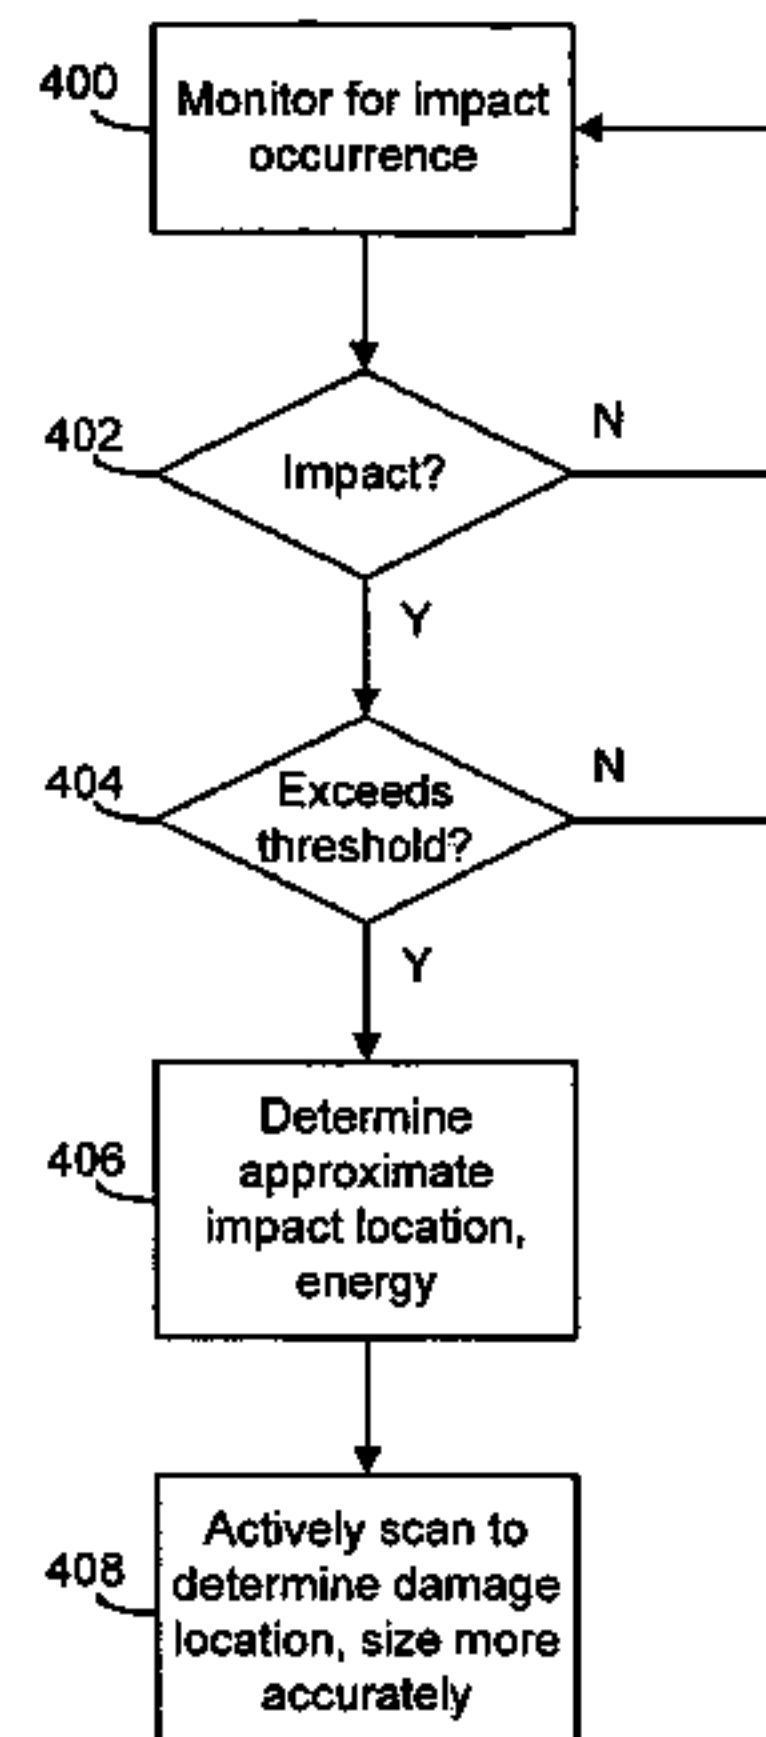 400
Monitor for impact
occurrence
402
Impact?
N
Y
404
Exceeds
threshold?
N
Y
406
Determine
approximate
impact location,
energy
408
Actively scan to
determine damage
location, size more
accurately